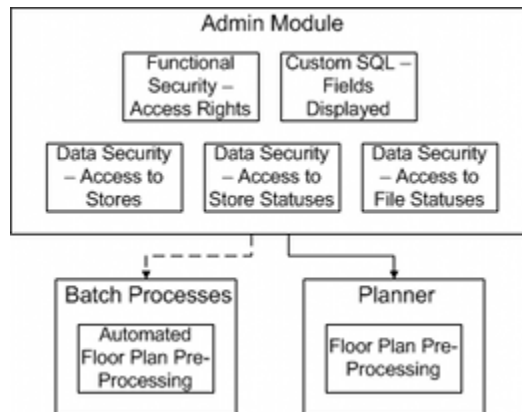 Admin Module
Functional
Security –
Access Rights
Custom SQL –
Fields
Displayed
Data Security
– Access to
Stores
Data Security
– Access to
Store Statuses
Data Security
– Access to
File Statuses
Batch Processes
Automated
Floor Plan Pre-
Processing
Planner
Floor Plan Pre-
Processing